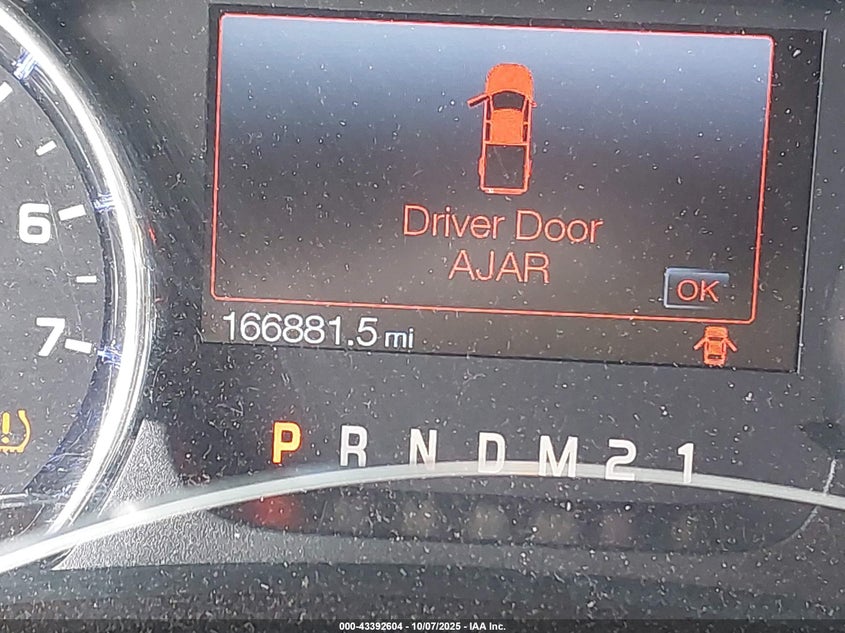 Driver Door
AJAR
OK
6
166881.5 mi
7
P R N D M 2 1
000-43392604 - 10/07/2025 - IAA Inc.